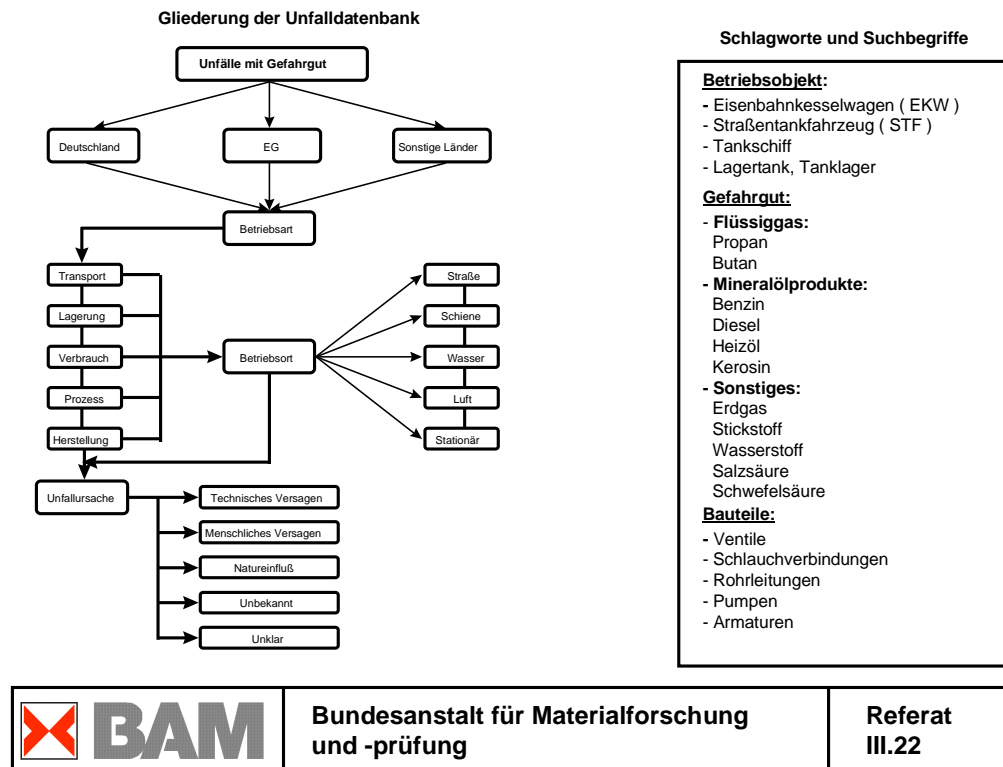 Gliederung der Unfalldatenbank
Unfälle mit Gefahrgut
Deutschland
EG
Sonstige Länder
Betriebsart
Transport
Lagerung
Verbrauch
Prozess
Herstellung
Betriebsort
Straße
Schiene
Wasser
Luft
Stationär
Unfallursache
Technisches Versagen
Menschliches Versagen
Natureinfluß
Unbekannt
Unklar
Schlagworte und Suchbegriffe
Betriebsobjekt:
- Eisenbahnkesselwagen ( EKW )
- Straßentankfahrzeug ( STF )
- Tankschiff
- Lagertank, Tanklager
Gefahrgut:
- Flüssiggas:
Propan
Butan
- Mineralölprodukte:
Benzin
Diesel
Heizöl
Kerosin
- Sonstiges:
Erdgas
Stickstoff
Wasserstoff
Salzsäure
Schwefelsäure
Bauteile:
- Ventile
- Schlauchverbindungen
- Rohrleitungen
- Pumpen
- Armaturen
BAM
Bundesanstalt für Materialforschung
und -prüfung
Referat
III.22